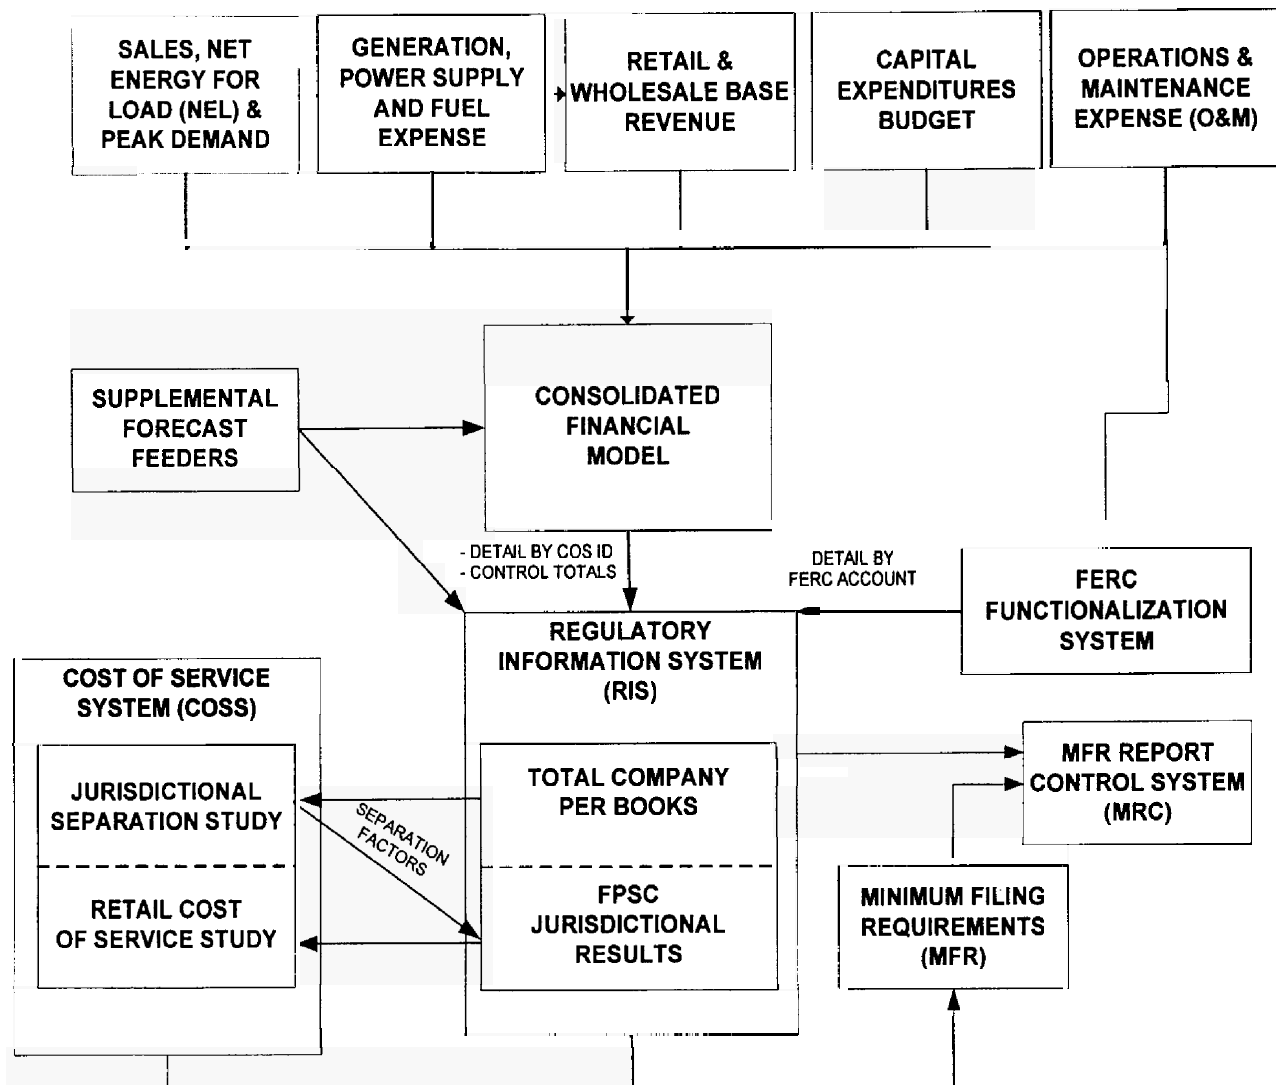 SALES, NET
ENERGY FOR
LOAD (NEL) &
PEAK DEMAND
GENERATION,
POWER SUPPLY
AND FUEL
EXPENSE
RETAIL &
WHOLESALE BASE
REVENUE
CAPITAL
EXPENDITURES
BUDGET
OPERATIONS &
MAINTENANCE
EXPENSE (O&M)
SUPPLEMENTAL
FORECAST
FEEDERS
CONSOLIDATED
FINANCIAL
MODEL
- DETAIL BY COS ID
- CONTROL TOTALS
DETAIL BY
FERC ACCOUNT
FERC
FUNCTIONALIZATION
SYSTEM
COST OF SERVICE
SYSTEM (COSS)
JURISDICTIONAL
SEPARATION STUDY
RETAIL COST
OF SERVICE STUDY
SEPARATION
FACTORS
REGULATORY
INFORMATION SYSTEM
(RIS)
TOTAL COMPANY
PER BOOKS
FPSC
JURISDICTIONAL
RESULTS
MFR REPORT
CONTROL SYSTEM
(MRC)
MINIMUM FILING
REQUIREMENTS
(MFR)